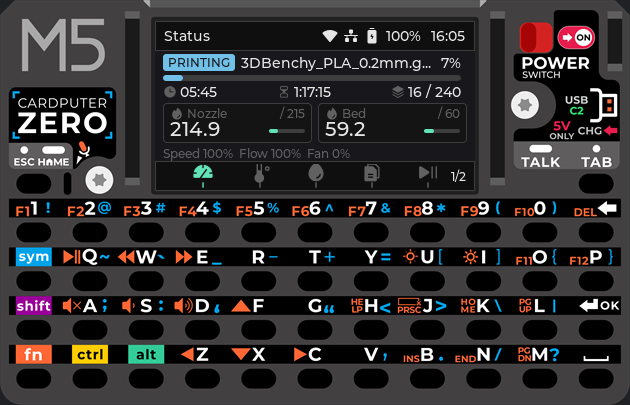 M5
Status 100% 16:05
PRINTING 3DBenchy_PLA_0.2mm.g... 7%
05:45 1:17:15 16 / 240
Nozzle / 215 Bed / 60
214.9 59.2
Speed 100% Flow 100% Fan 0%
1/2
CARDPUTER
ZERO
ESC HOME
ON
POWER
SWITCH
USB
C2
5V
ONLY
CHG
TALK TAB
F1 1 ! F2 2 @ F3 3 # F4 4 $ F5 5 % F6 6 ^ F7 7 & F8 8 * F9 9 ( F10 0 ) DEL
sym Q ~ W ` E _ R - T + Y = U [ I ] F11 O { F12 P }
shift A ; S : D ‘ F G “ HELP H < PRSC J > HOME K \ PGUP L | OK
fn ctrl alt Z X C V , INS B . END N / PGDN M ?